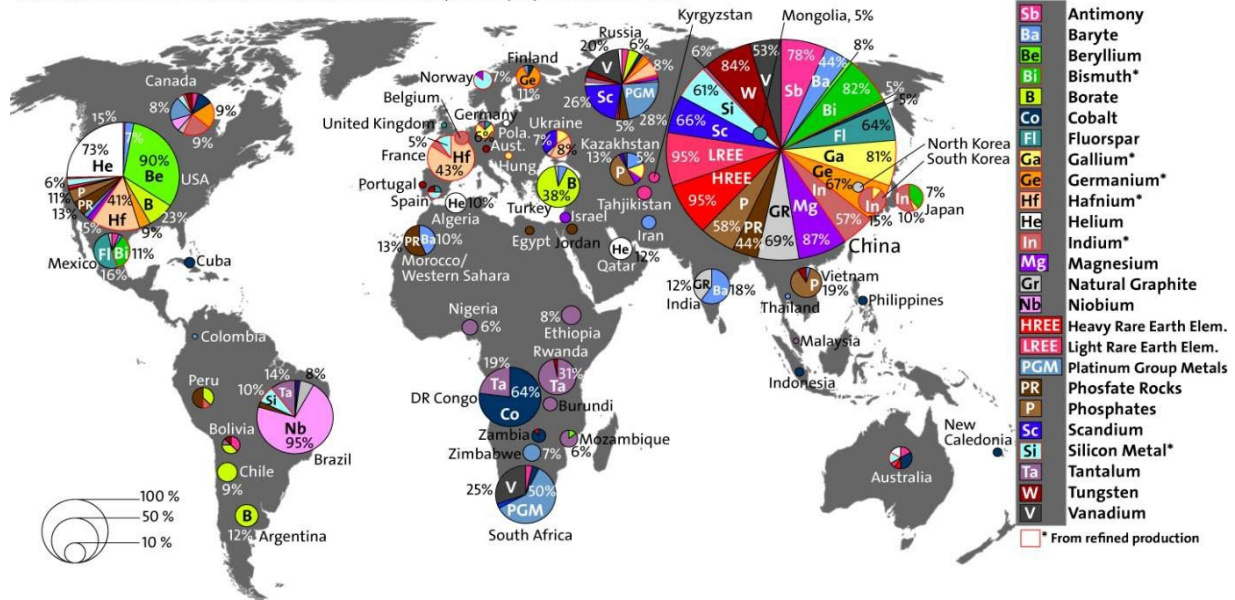 Kyrgyzstan
Mongolia, 5%
Russia
20%
6%
V
8%
Sc
26%
PGM
28%
5%
Finland
Ge
11%
Norway
7%
Belgium
Germany
6%
United Kingdom
5%
Pola.
Aust.
Hung.
France
Hf
43%
Ukraine
7%
8%
Kazakhstan
13%
5%
P
Portugal
Spain
He
10%
Algeria
B
38%
Turkey
Tahjikistan
Israel
Jordan
Egypt
Iran
He
Qatar
12%
PR
Ba
10%
13%
Morocco/
Western Sahara
Canada
8%
9%
9%
15%
7%
73%
He
90%
Be
USA
6%
11%
P
PR
13%
5%
41%
Hf
B
23%
9%
Mexico
Fl
Bi
11%
16%
Cuba
6%
53%
V
78%
Sb
44%
Ba
8%
84%
W
82%
Bi
5%
5%
61%
Si
64%
Fl
66%
Sc
81%
Ga
95%
LREE
67%
Ge
HREE
95%
In
57%
P
58%
PR
44%
GR
69%
Mg
87%
China
North Korea
South Korea
In
15%
In
7%
10%
Japan
12%
GR
Ba
18%
India
P
Vietnam
19%
Thailand
Philippines
Malaysia
Indonesia
Nigeria
6%
8%
Ethiopia
Rwanda
31%
Ta
19%
Ta
64%
Co
DR Congo
Burundi
Zambia
Mozambique
6%
Zimbabwe
7%
25%
V
50%
PGM
South Africa
Colombia
Peru
14%
8%
10%
Ta
Si
Nb
95%
Brazil
Bolivia
Chile
9%
B
12%
Argentina
New
Caledonia
Australia
100 %
50 %
10 %
Sb Antimony
Ba Baryte
Be Beryllium
Bi Bismuth*
B Borate
Co Cobalt
Fl Fluorspar
Ga Gallium*
Ge Germanium*
Hf Hafnium*
He Helium
In Indium*
Mg Magnesium
Gr Natural Graphite
Nb Niobium
HREE Heavy Rare Earth Elem.
LREE Light Rare Earth Elem.
PGM Platinum Group Metals
PR Phosfate Rocks
P Phosphates
Sc Scandium
Si Silicon Metal*
Ta Tantalum
W Tungsten
V Vanadium
* From refined production